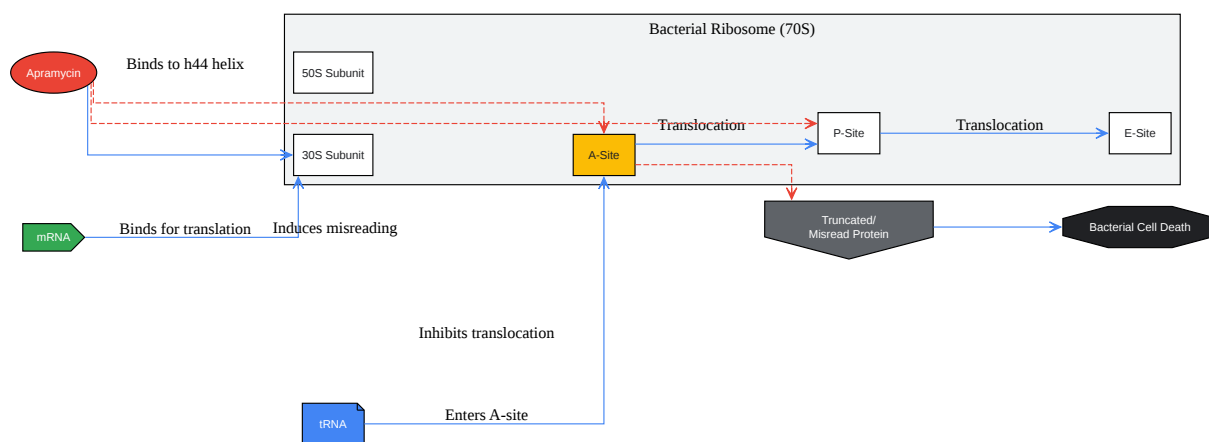 Bacterial Ribosome (70S)
Apramycin
Binds to h44 helix
50S Subunit
Translocation
P-Site
Translocation
E-Site
30S Subunit
A-Site
mRNA
Binds for translation
Induces misreading
Truncated/
Misread Protein
Bacterial Cell Death
Inhibits translocation
tRNA
Enters A-site